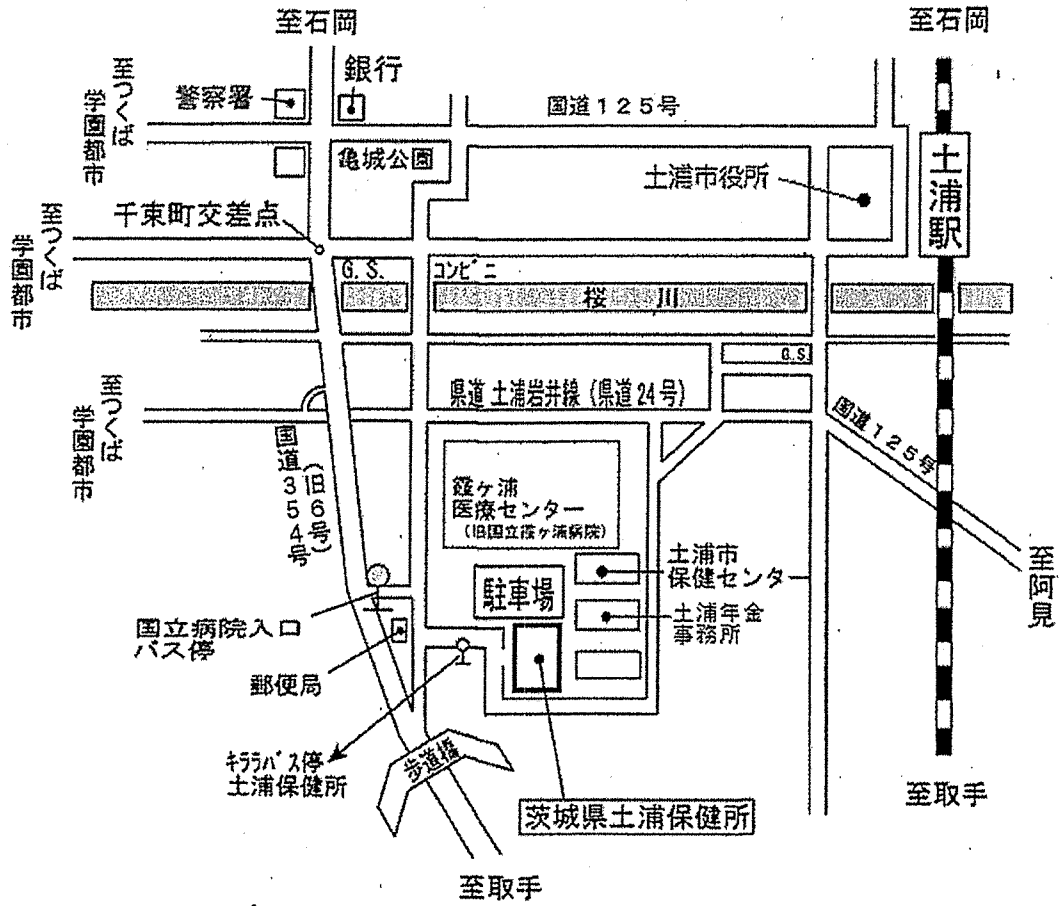 至石岡
至石岡
至つくば
学園都市
警察署
銀行
国道125号
亀城公園
土浦市役所
土浦駅
千束町交差点
至つくば
学園都市
G.S.
コンビニ
桜川
G.S.
至つくば
学園都市
県道 土浦岩井線 (県道24号)
国道125号
国道354号
(旧6号)
霞ヶ浦
医療センター
(旧国立霞ヶ浦病院)
土浦市
保健センター
駐車場
土浦年金
事務所
至阿見
国立病院入口
バス停
郵便局
キララバス停
土浦保健所
歩道橋
茨城県土浦保健所
至取手
至取手